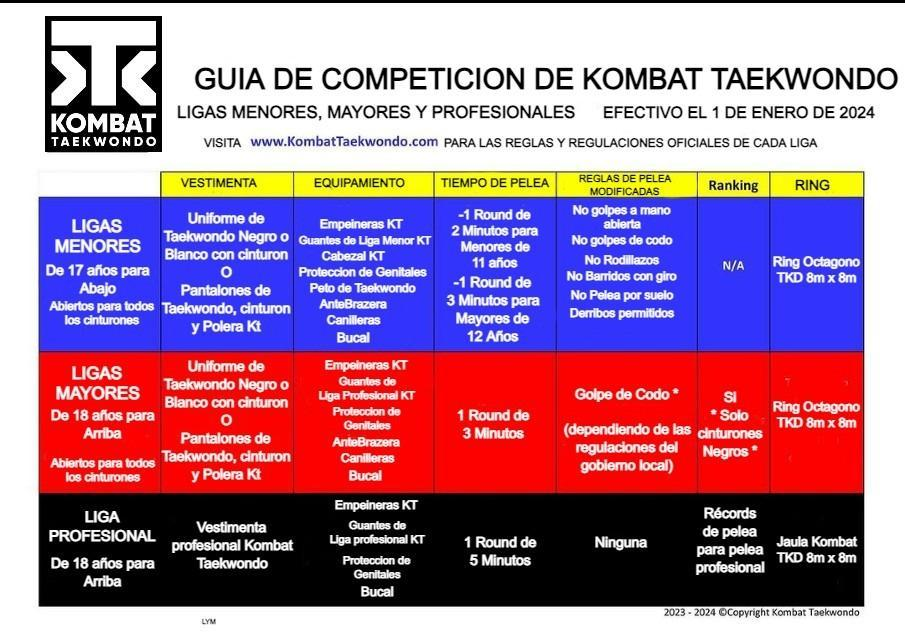 KOMBAT
TAEKWONDO
GUIA DE COMPETICION DE KOMBAT TAEKWONDO
LIGAS MENORES, MAYORES Y PROFESIONALES EFECTIVO EL 1 DE ENERO DE 2024
VISITA www.KombatTaekwondo.com PARA LAS REGLAS Y REGULACIONES OFICIALES DE CADA LIGA
VESTIMENTA
EQUIPAMIENTO
TIEMPO DE PELEA
REGLAS DE PELEA
MODIFICADAS
Ranking
RING
LIGAS
MENORES
De 17 años para
Abajo
Abiertos para todos
los cinturones
Uniforme de
Taekwondo Negro o
Blanco con cinturon
O
Pantalones de
Taekwondo, cinturon
y Polera Kt
Empeineras KT
Guantes de Liga Menor KT
Cabezal KT
Proteccion de Genitales
Peto de Taekwondo
AnteBrazera
Canilleras
Bucal
-1 Round de
2 Minutos para
Menores de
11 años
-1 Round de
3 Minutos para
Mayores de
12 Años
No golpes a mano
abierta
No golpes de codo
No Rodillazos
No Barridos con giro
No Pelea por suelo
Derribos permitidos
N/A
Ring Octagono
TKD 8m x 8m
LIGAS
MAYORES
De 18 años para
Arriba
Abiertos para todos
los cinturones
Uniforme de
Taekwondo Negro o
Blanco con cinturon
O
Pantalones de
Taekwondo, cinturon
y Polera Kt
Empeineras KT
Guantes de
Liga Profesional KT
Proteccion de
Genitales
AnteBrazera
Canilleras
Bucal
1 Round de
3 Minutos
Golpe de Codo *
(dependiendo de las
regulaciones del
gobierno local)
SI
* Solo
cinturones
Negros *
Ring Octagono
TKD 8m x 8m
LIGA
PROFESIONAL
De 18 años para
Arriba
Vestimenta
profesional Kombat
Taekwondo
Empeineras KT
Guantes de
Liga profesional KT
Proteccion de
Genitales
Bucal
1 Round de
5 Minutos
Ninguna
Récords
de pelea
para pelea
profesional
Jaula Kombat
TKD 8m x 8m
2023 - 2024 ©Copyright Kombat Taekwondo
LYM